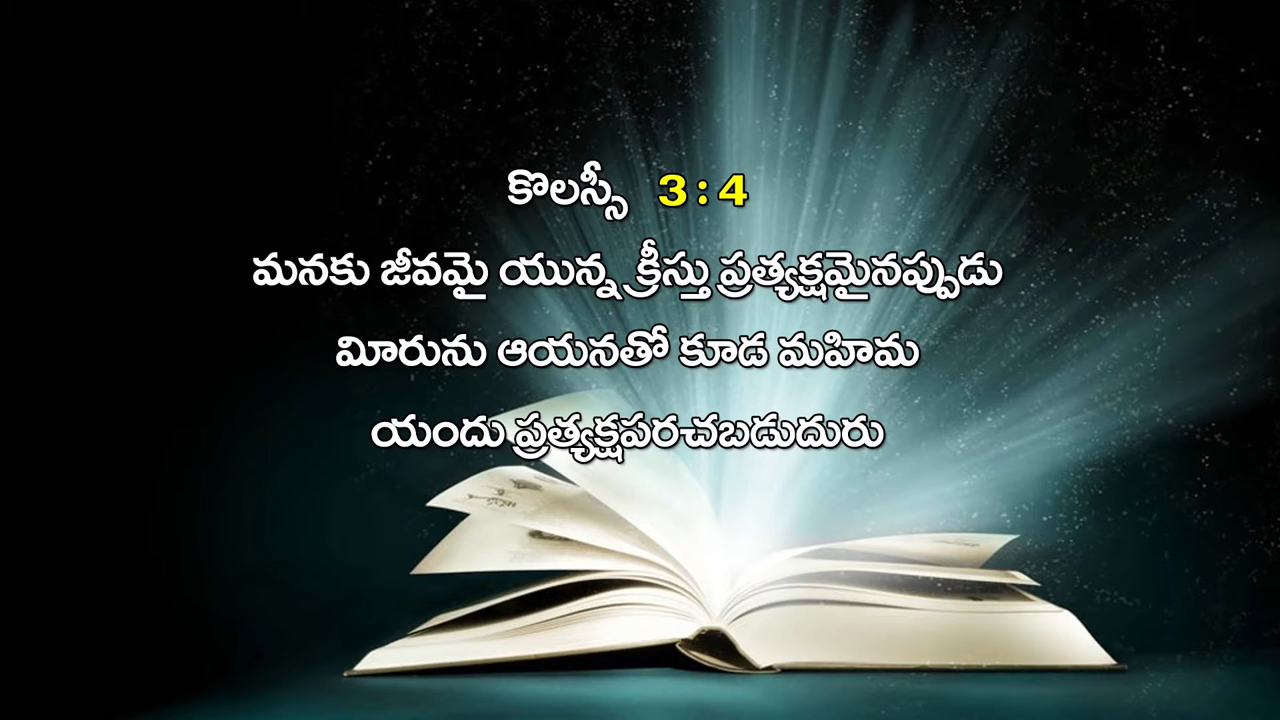 కొలస్సీ 3 : 4
మనకు జీవమై యున్న క్రీస్తు ప్రత్యక్షమైనప్పుడు
మీరును ఆయనతో కూడ మహిమ
యందు ప్రత్యక్షపరచబడుదురు